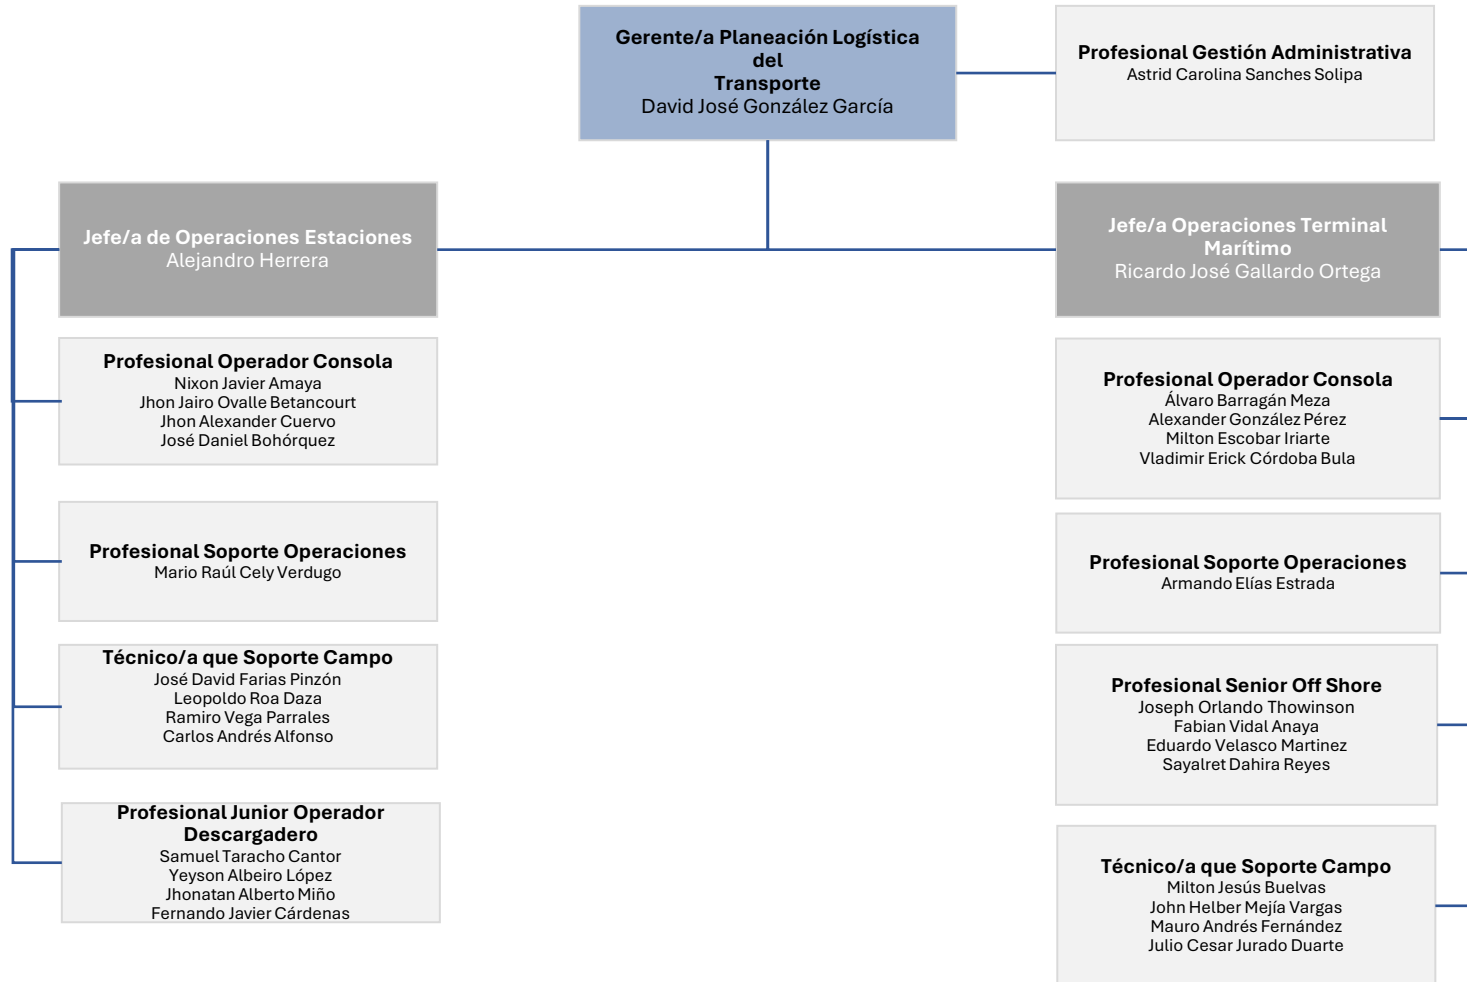 Gerente/a Planeación Logística
del
Transporte
David José González García
Profesional Gestión Administrativa
Astrid Carolina Sanches Solipa
Jefe/a de Operaciones Estaciones
Alejandro Herrera
Profesional Operador Consola
Nixon Javier Amaya
Jhon Jairo Ovalle Betancourt
Jhon Alexander Cuervo
José Daniel Bohórquez
Profesional Soporte Operaciones
Mario Raúl Cely Verdugo
Técnico/a que Soporte Campo
José David Farias Pinzón
Leopoldo Roa Daza
Ramiro Vega Parrales
Carlos Andrés Alfonso
Profesional Junior Operador
Descargadero
Samuel Taracho Cantor
Yeyson Albeiro López
Jhonatan Alberto Miño
Fernando Javier Cárdenas
Jefe/a Operaciones Terminal
Marítimo
Ricardo José Gallardo Ortega
Profesional Operador Consola
Álvaro Barragán Meza
Alexander González Pérez
Milton Escobar Iriarte
Vladimir Erick Córdoba Bula
Profesional Soporte Operaciones
Armando Elías Estrada
Profesional Senior Off Shore
Joseph Orlando Thowinson
Fabian Vidal Anaya
Eduardo Velasco Martinez
Sayalret Dahira Reyes
Técnico/a que Soporte Campo
Milton Jesús Buelvas
John Helber Mejía Vargas
Mauro Andrés Fernández
Julio Cesar Jurado Duarte